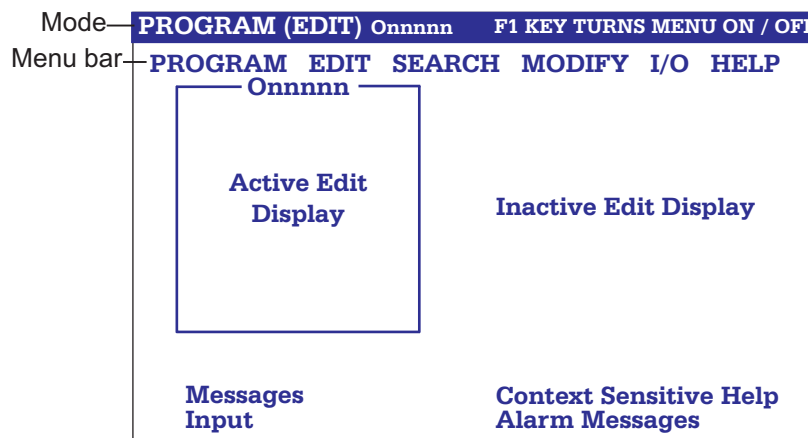 Mode
PROGRAM (EDIT) Onnnnn F1 KEY TURNS MENU ON / OF
Menu bar
PROGRAM EDIT SEARCH MODIFY I/O HELP
Onnnnn
Active Edit
Display
Inactive Edit Display
Messages
Input
Context Sensitive Help
Alarm Messages